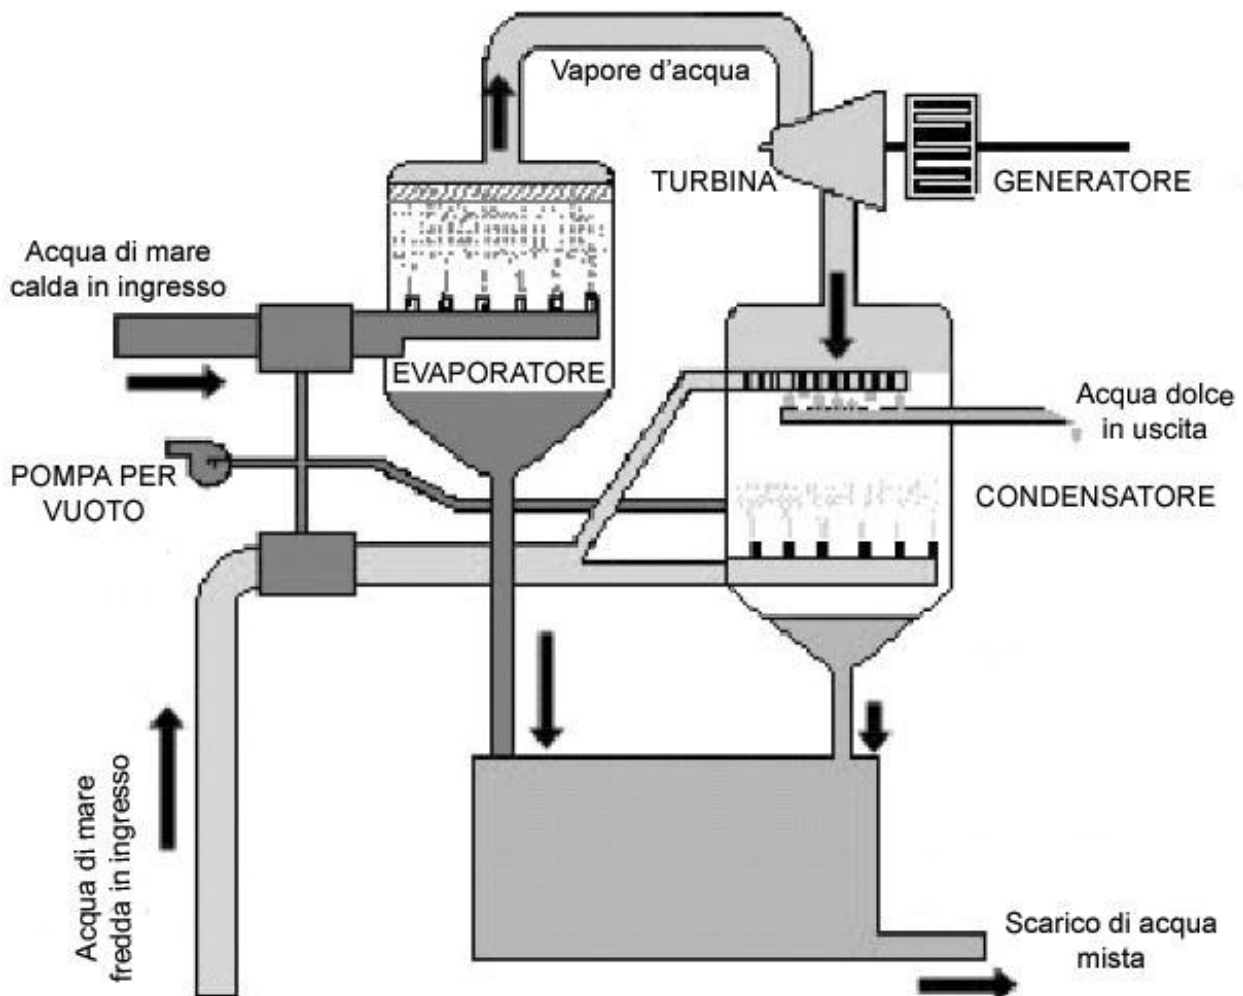 Vapore d'acqua
TURBINA
GENERATORE
Acqua di mare
calda in ingresso
EVAPORATORE
Acqua dolce
in uscita
POMPA PER
VUOTO
CONDENSATORE
Acqua di mare
fredda in ingresso
Scarico di acqua
mista